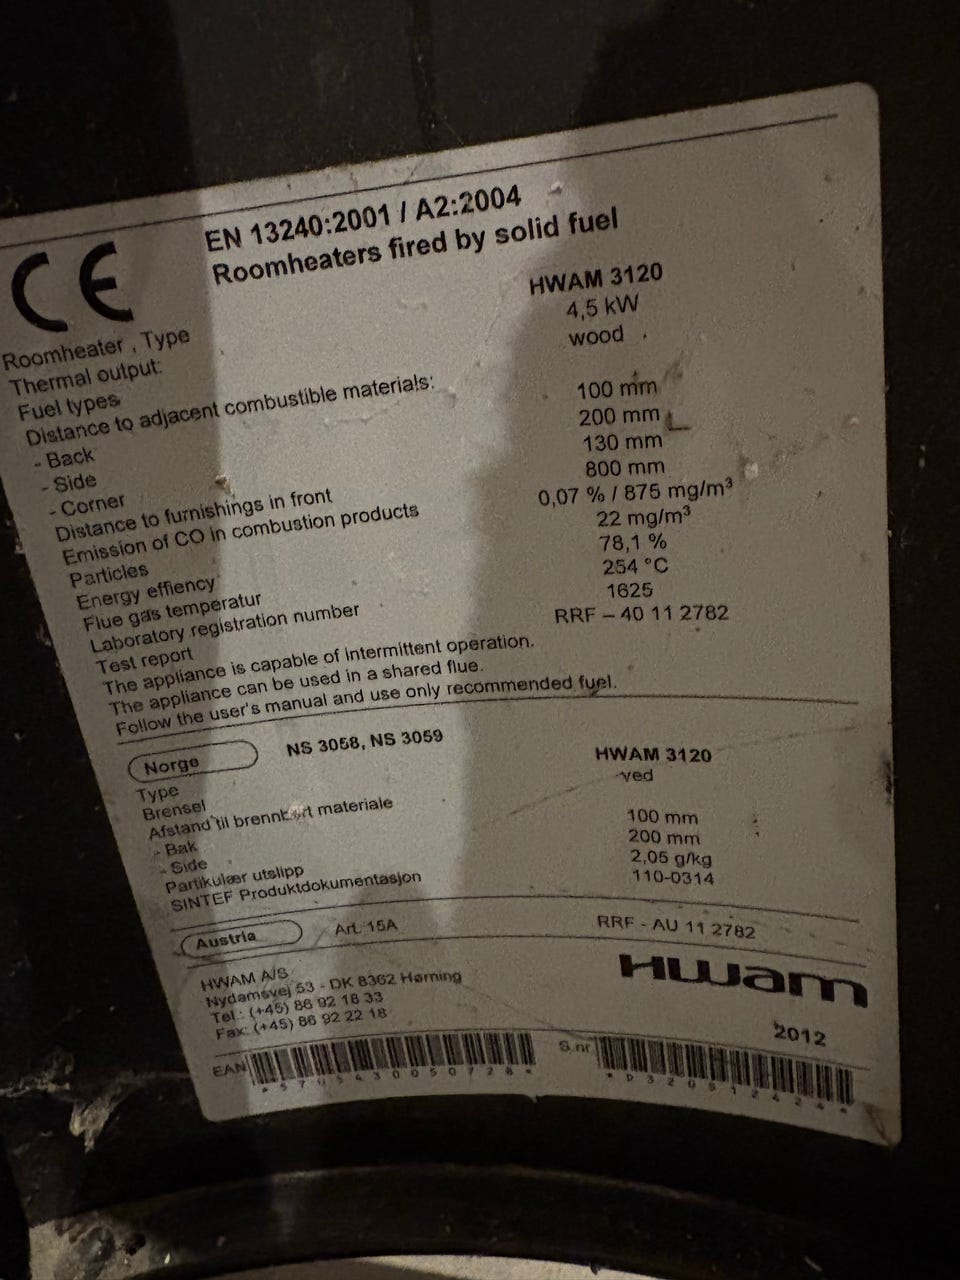 CE
EN 13240:2001 / A2:2004
Roomheaters fired by solid fuel
Roomheater , Type HWAM 3120
Thermal output: 4,5 kW
Fuel types wood
Distance to adjacent combustible materials:
- Back 100 mm
- Side 200 mm
- Corner 130 mm
Distance to furnishings in front 800 mm
Emission of CO in combustion products 0,07 % / 875 mg/m³
Particles 22 mg/m³
Energy effiency 78,1 %
Flue gas temperatur 254 °C
Laboratory registration number 1625
Test report RRF – 40 11 2782
The appliance is capable of intermittent operation.
The appliance can be used in a shared flue.
Follow the user's manual and use only recommended fuel.
Norge NS 3058, NS 3059
Type HWAM 3120
Brensel ved
Afstand til brennbart materiale
- Bak 100 mm
- Side 200 mm
Partikulær utslipp 2,05 g/kg
SINTEF Produktdokumentasjon 110-0314
Austria Art. 15A RRF - AU 11 2782
HWAM A/S
Nydamsvej 53 - DK 8362 Hørning
Tel.: (+45) 86 92 18 33
Fax: (+45) 86 92 22 18
Hwam
2012
EAN S.nr
*5705430050728* *D320512424*